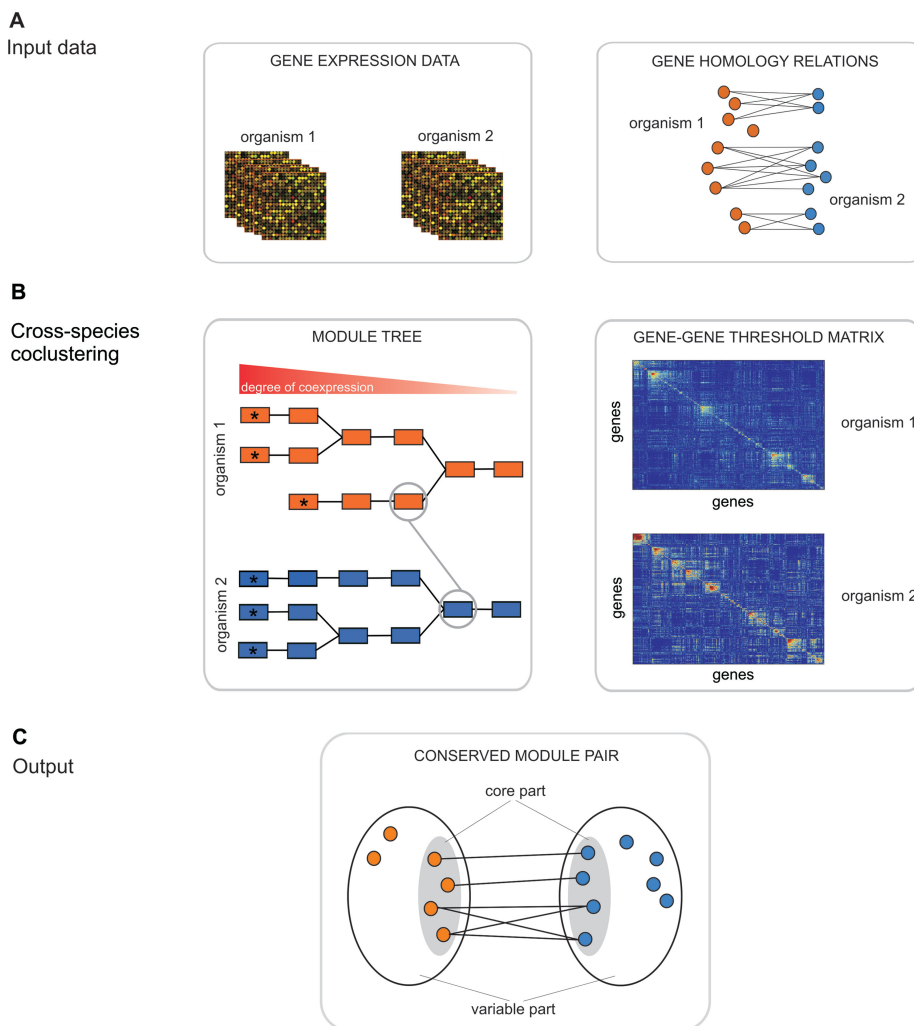 A
Input data
GENE EXPRESSION DATA
organism 1
organism 2
GENE HOMOLOGY RELATIONS
organism 1
organism 2
B
Cross-species
coclustering
MODULE TREE
degree of coexpression
organism 1
*
*
*
organism 2
*
*
*
GENE-GENE THRESHOLD MATRIX
genes
organism 1
genes
genes
organism 2
genes
C
Output
CONSERVED MODULE PAIR
core part
variable part